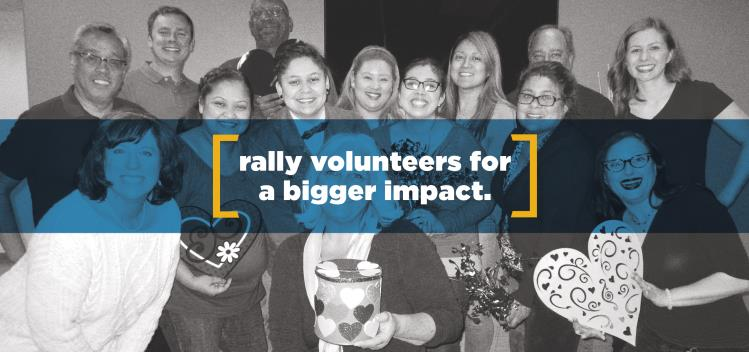 rally volunteers for
a bigger impact.